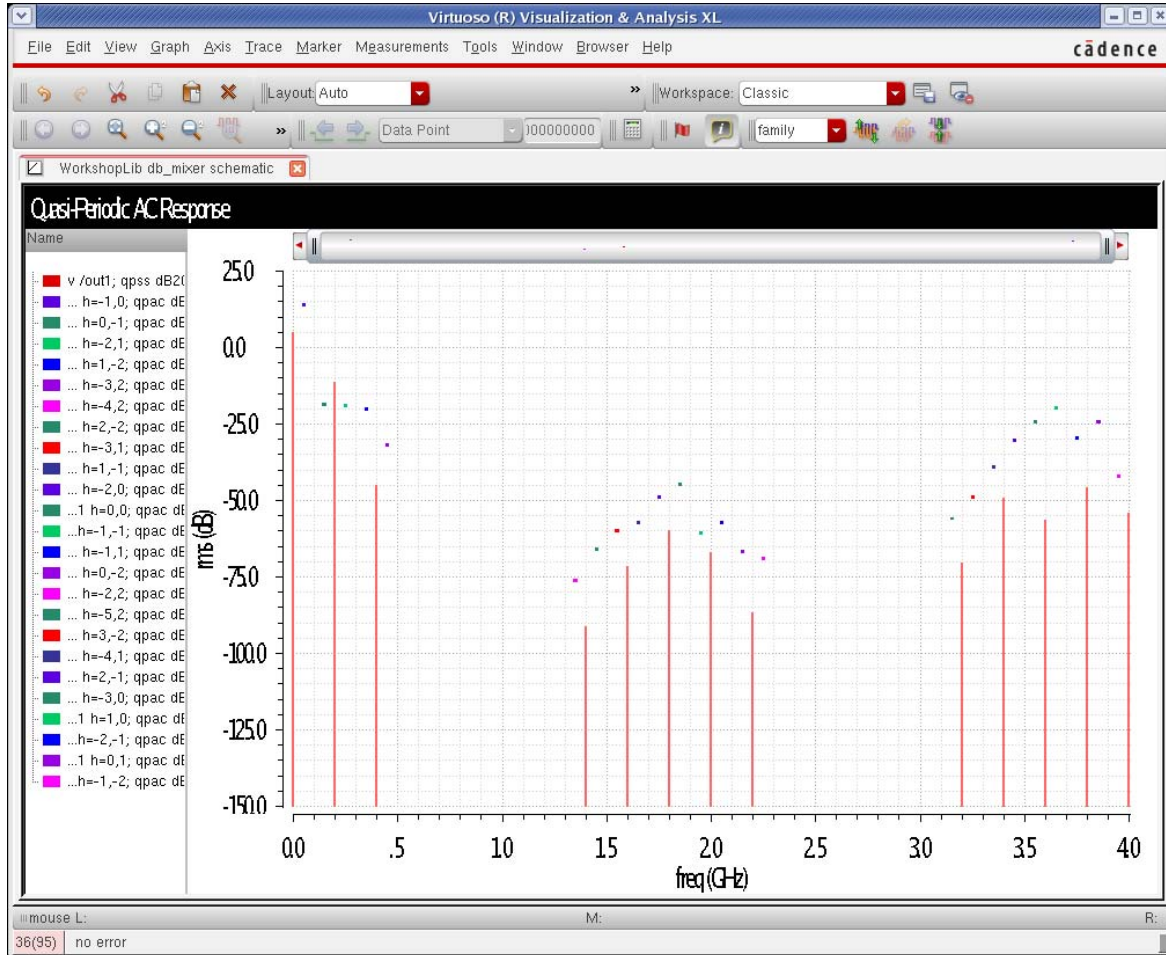 Virtuoso (R) Visualization & Analysis XL
File Edit View Graph Axis Trace Marker Measurements Tools Window Browser Help
cādence
Layout: Auto » Workspace: Classic
» Data Point 000000000 family
WorkshopLib db_mixer schematic
Quasi-Periodic AC Response
Name
v /out1; qpss dB20
... h=-1,0; qpac dE
... h=0,-1; qpac dE
... h=-2,1; qpac dE
... h=1,-2; qpac dE
... h=-3,2; qpac dE
... h=-4,2; qpac dE
... h=2,-2; qpac dE
... h=-3,1; qpac dE
... h=1,-1; qpac dE
... h=-2,0; qpac dE
...1 h=0,0; qpac dE
...h=-1,-1; qpac dE
... h=-1,1; qpac dE
... h=0,-2; qpac dE
... h=-2,2; qpac dE
... h=-5,2; qpac dE
... h=3,-2; qpac dE
... h=-4,1; qpac dE
... h=2,-1; qpac dE
... h=-3,0; qpac dE
...1 h=1,0; qpac dE
...h=-2,-1; qpac dE
...1 h=0,1; qpac dE
...h=-1,-2; qpac dE
25.0
0.0
-25.0
-50.0
-75.0
-100.0
-125.0
-150.0
rms (dB)
0.0 .5 1.0 1.5 2.0 2.5 3.0 3.5 4.0
freq (GHz)
mouse L: M: R:
36(95) no error